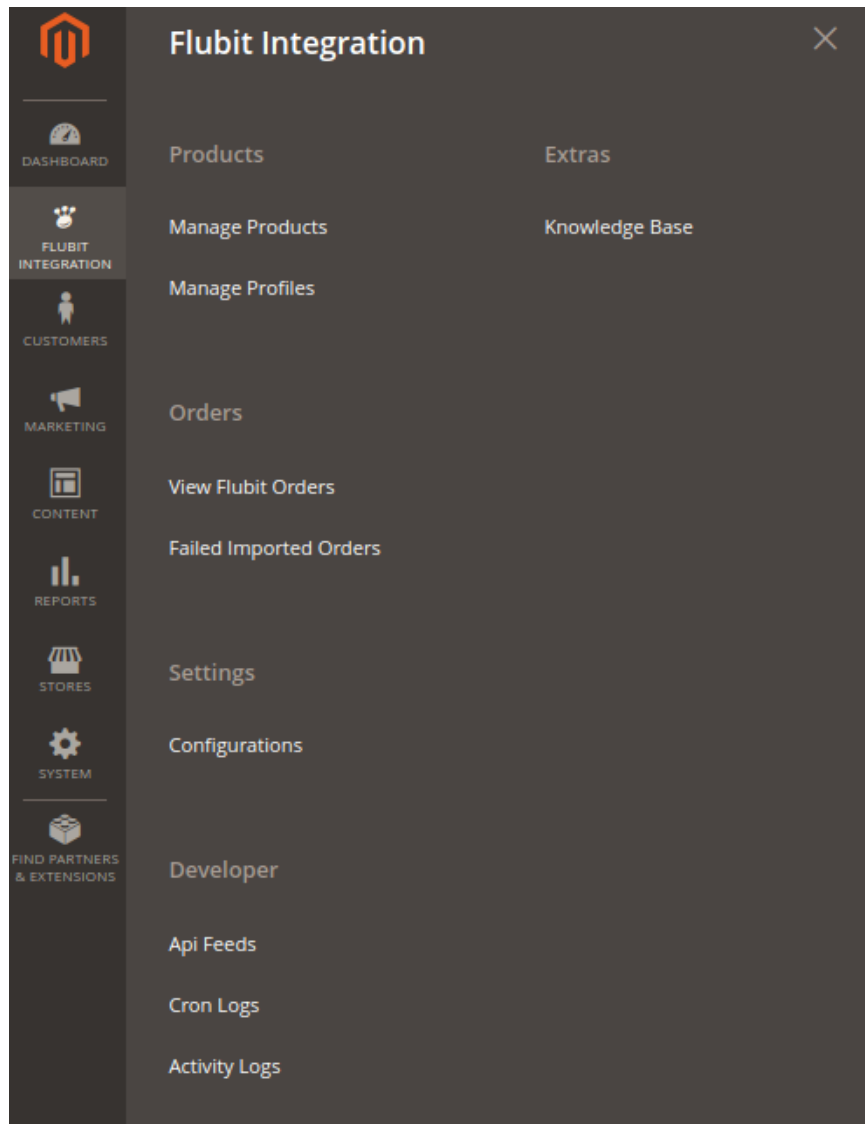 DASHBOARD
FLUBIT
INTEGRATION
CUSTOMERS
MARKETING
CONTENT
REPORTS
STORES
SYSTEM
FIND PARTNERS
& EXTENSIONS
Flubit Integration
Products
Manage Products
Manage Profiles
Orders
View Flubit Orders
Failed Imported Orders
Settings
Configurations
Developer
Api Feeds
Cron Logs
Activity Logs
Extras
Knowledge Base